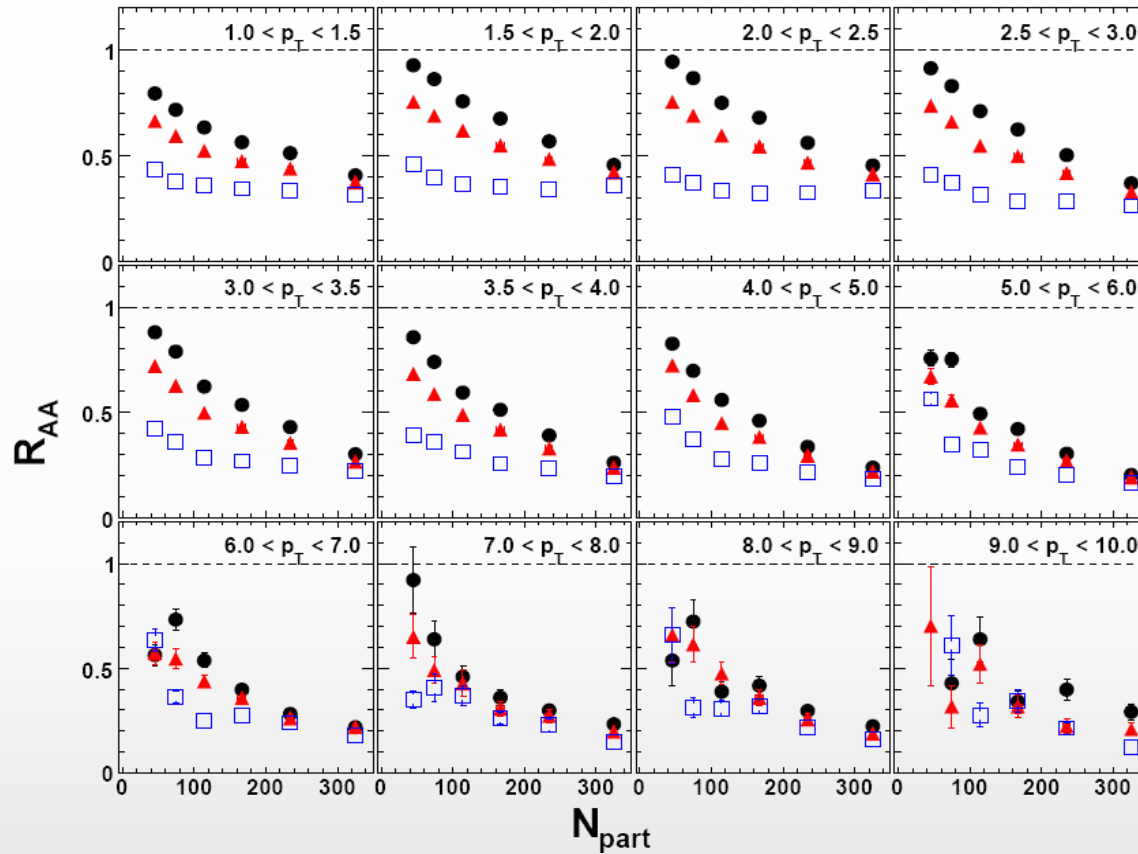 1.0 < p_T < 1.5
1.5 < p_T < 2.0
2.0 < p_T < 2.5
2.5 < p_T < 3.0
1
0.5
0
3.0 < p_T < 3.5
3.5 < p_T < 4.0
4.0 < p_T < 5.0
5.0 < p_T < 6.0
1
0.5
0
R_AA
6.0 < p_T < 7.0
7.0 < p_T < 8.0
8.0 < p_T < 9.0
9.0 < p_T < 10.0
1
0.5
0
0 100 200 300 0 100 200 300 0 100 200 300 0 100 200 300
N_part